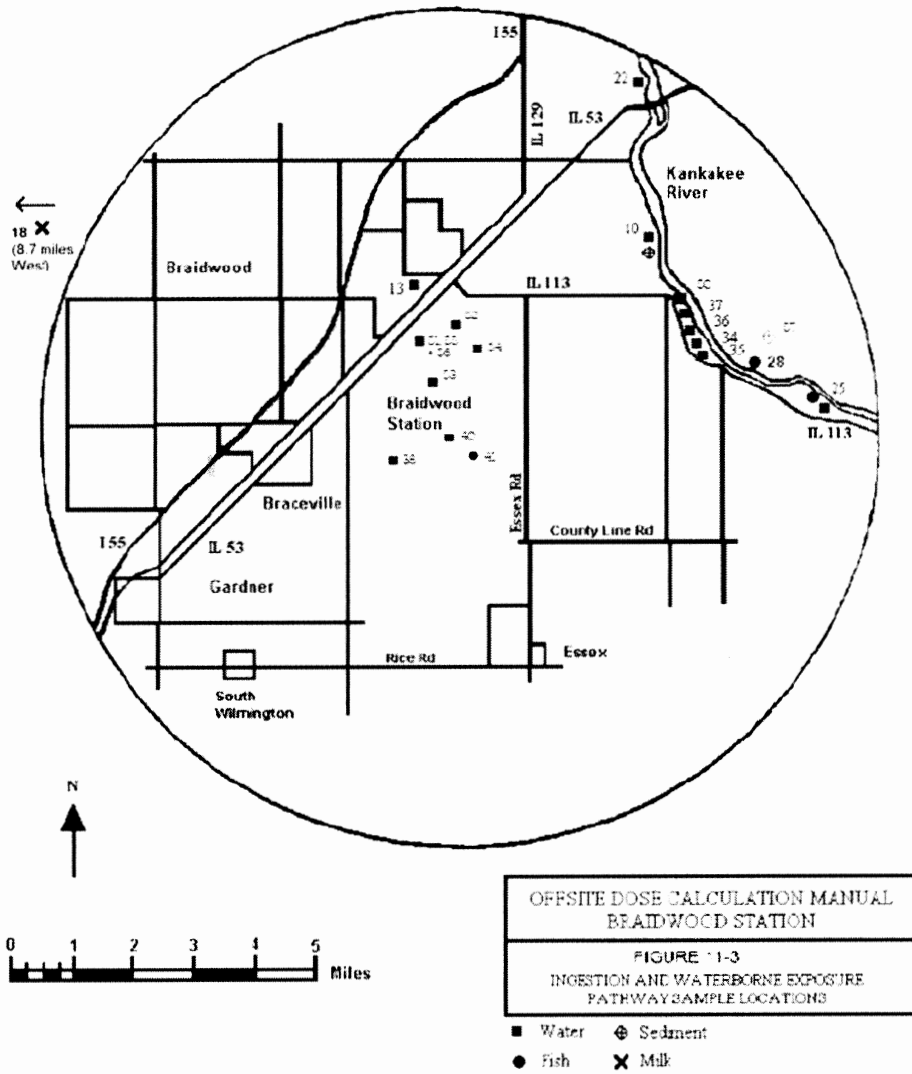 I55
22
IL 129
IL 53
Kankakee
River
18
(8.7 miles
West)
10
Braidwood
13
IL 113
37
36
34
35
28
Braidwood
Station
IL 113
Braceville
Essex Rd
I55
IL 53
County Line Rd
Gardner
Rice Rd
Essex
South
Wilmington
N
0 1 2 3 4 5
Miles
OFFSITE DOSE CALCULATION MANUAL
BRAIDWOOD STATION
FIGURE 11-3
INGESTION AND WATERBORNE EXPOSURE
PATHWAY SAMPLE LOCATIONS
Water Sediment
Fish Milk